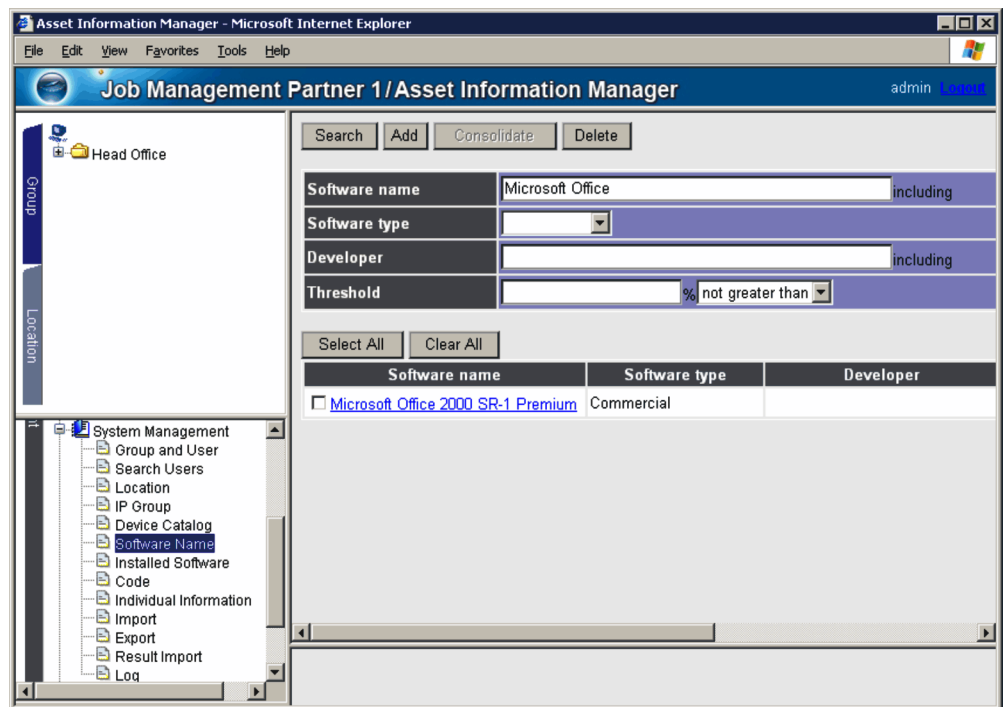 Asset Information Manager - Microsoft Internet Explorer
File Edit View Favorites Tools Help
Job Management Partner 1/Asset Information Manager
admin Logout
Group
Location
Head Office
Search Add Consolidate Delete
Software name Microsoft Office including
Software type
Developer including
Threshold % not greater than
Select All Clear All
Software name Software type Developer
Microsoft Office 2000 SR-1 Premium Commercial
System Management
Group and User
Search Users
Location
IP Group
Device Catalog
Software Name
Installed Software
Code
Individual Information
Import
Export
Result Import
Log